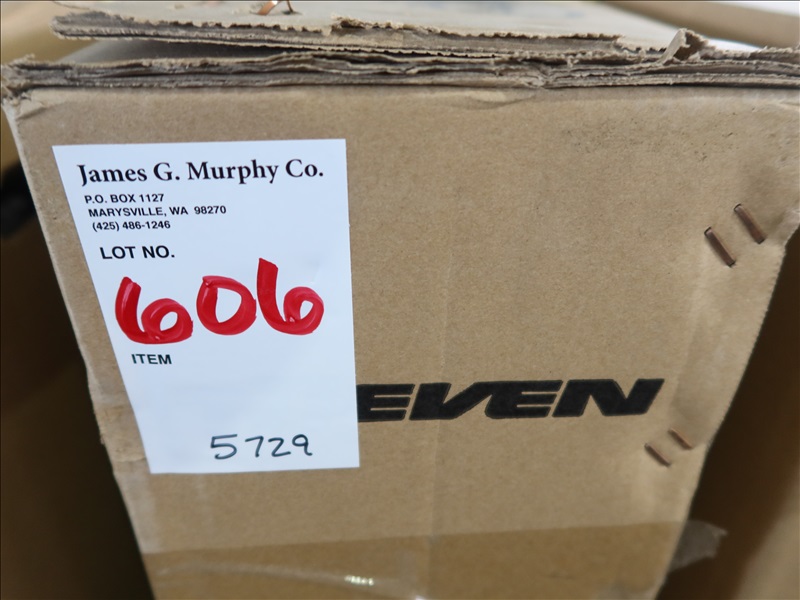 James G. Murphy Co.
P.O. BOX 1127
MARYSVILLE, WA 98270
(425) 486-1246
LOT NO.
606
ITEM
5729
EVEN